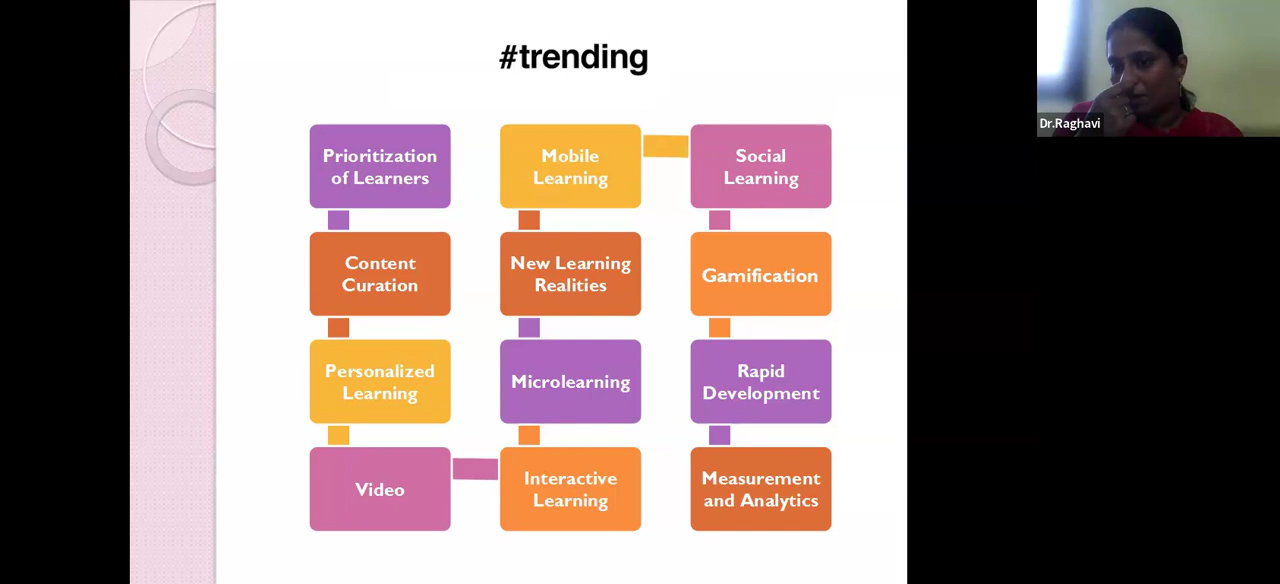 #trending
Prioritization
of Learners
Content
Curation
Personalized
Learning
Video
Interactive
Learning
Microlearning
New Learning
Realities
Mobile
Learning
Social
Learning
Gamification
Rapid
Development
Measurement
and Analytics
Dr.Raghavi